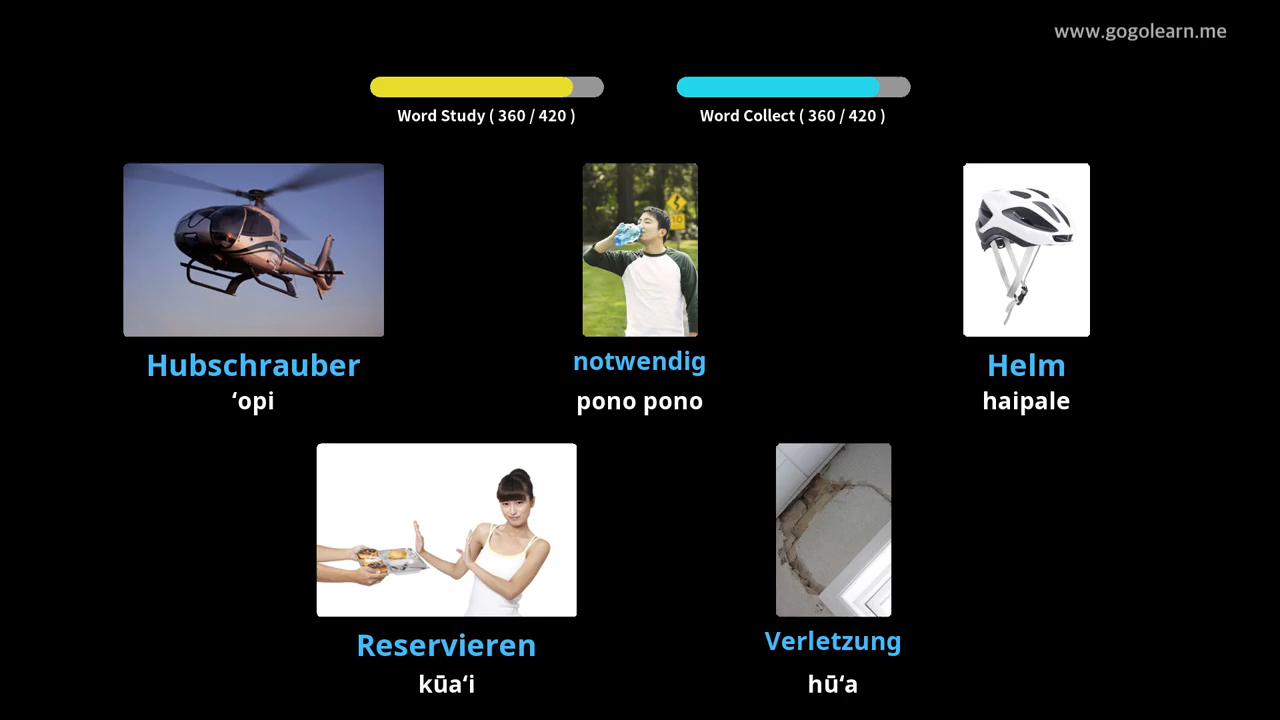 www.gogolearn.me
Word Study ( 360 / 420 )
Word Collect ( 360 / 420 )
Hubschrauber
notwendig
Helm
ʻopi
pono pono
haipale
Reservieren
Verletzung
kūaʻi
hūʻa